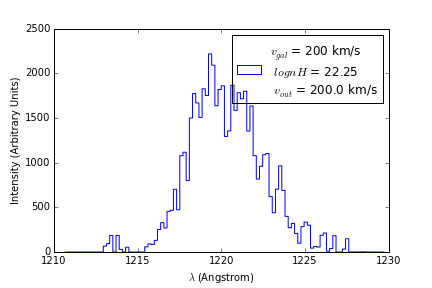 2500
2000
1500
1000
500
0
Intensity (Arbitrary Units)
v_gal = 200 km/s
lognH = 22.25
v_out = 200.0 km/s
1210 1215 1220 1225 1230
λ (Angstrom)